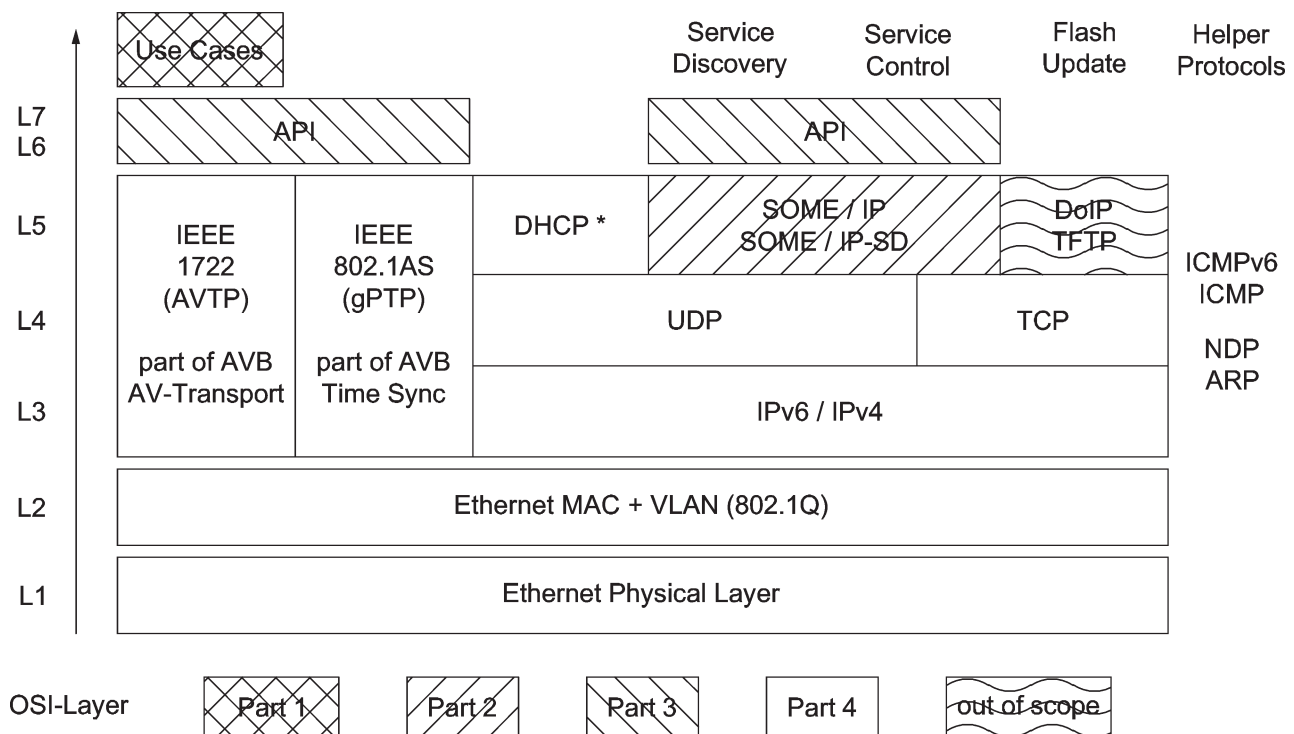 Use Cases
Service
Discovery
Service
Control
Flash
Update
Helper
Protocols
L7
L6
API
API
L5
IEEE
1722
(AVTP)
part of AVB
AV-Transport
IEEE
802.1AS
(gPTP)
part of AVB
Time Sync
DHCP *
SOME / IP
SOME / IP-SD
DoIP
TFTP
ICMPv6
ICMP
NDP
ARP
L4
UDP
TCP
L3
IPv6 / IPv4
L2
Ethernet MAC + VLAN (802.1Q)
L1
Ethernet Physical Layer
OSI-Layer
Part 1
Part 2
Part 3
Part 4
out of scope